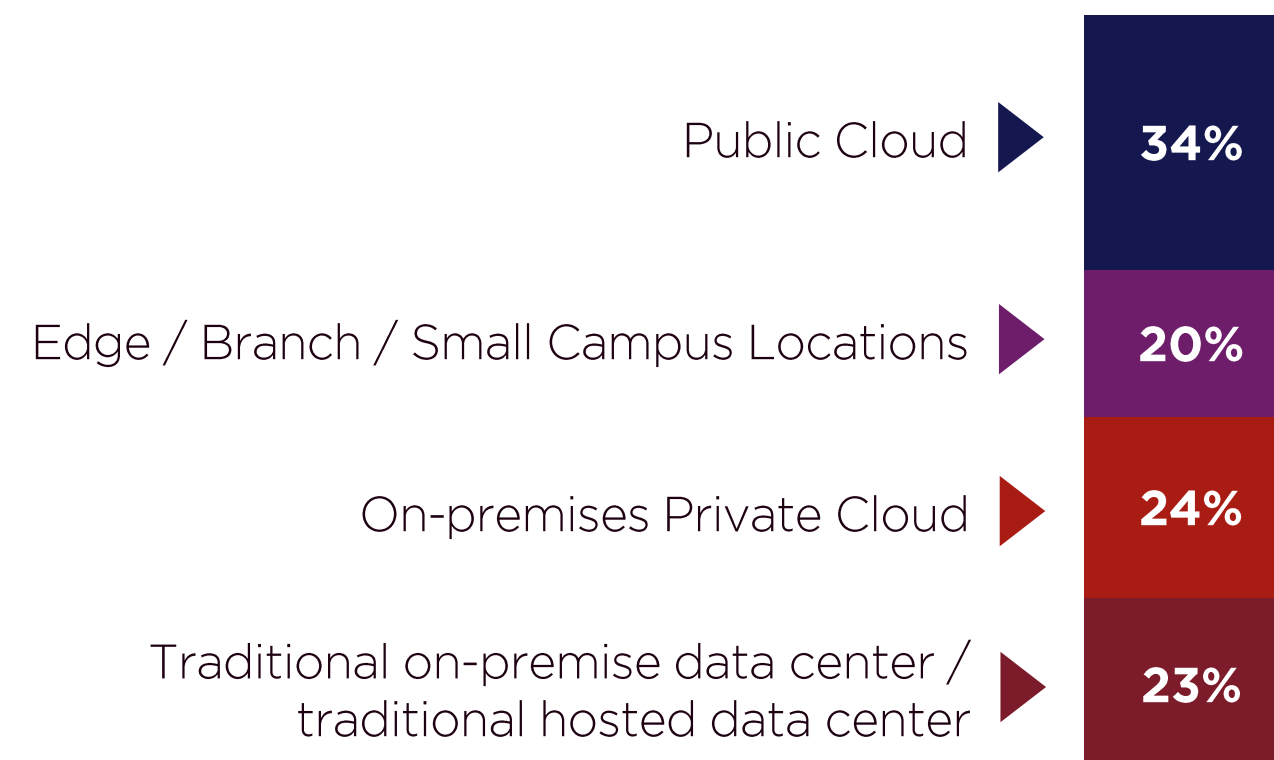 Public Cloud
34%
Edge / Branch / Small Campus Locations
20%
On-premises Private Cloud
24%
Traditional on-premise data center /
traditional hosted data center
23%